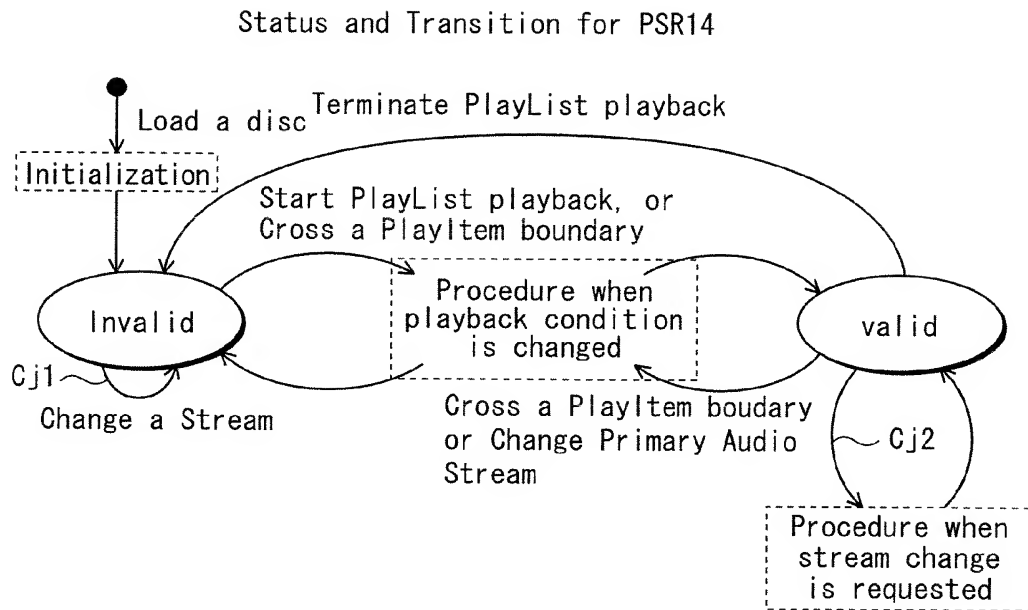 Status and Transition for PSR14
Load a disc
Terminate PlayList playback
Initialization
Start PlayList playback, or
Cross a PlayItem boundary
Invalid
Procedure when
playback condition
is changed
valid
Cj1
Change a Stream
Cross a PlayItem boudary
or Change Primary Audio
Stream
Cj2
Procedure when
stream change
is requested